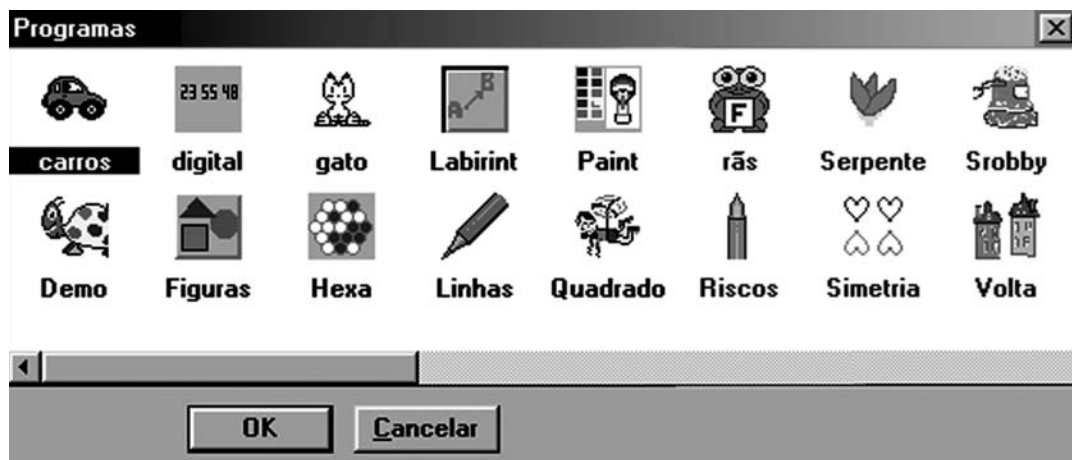 Programas
23 55 48
A B
F
carros digital gato Labirint Paint rãs Serpente Srobby
Demo Figuras Hexa Linhas Quadrado Riscos Simetria Volta
OK Cancelar